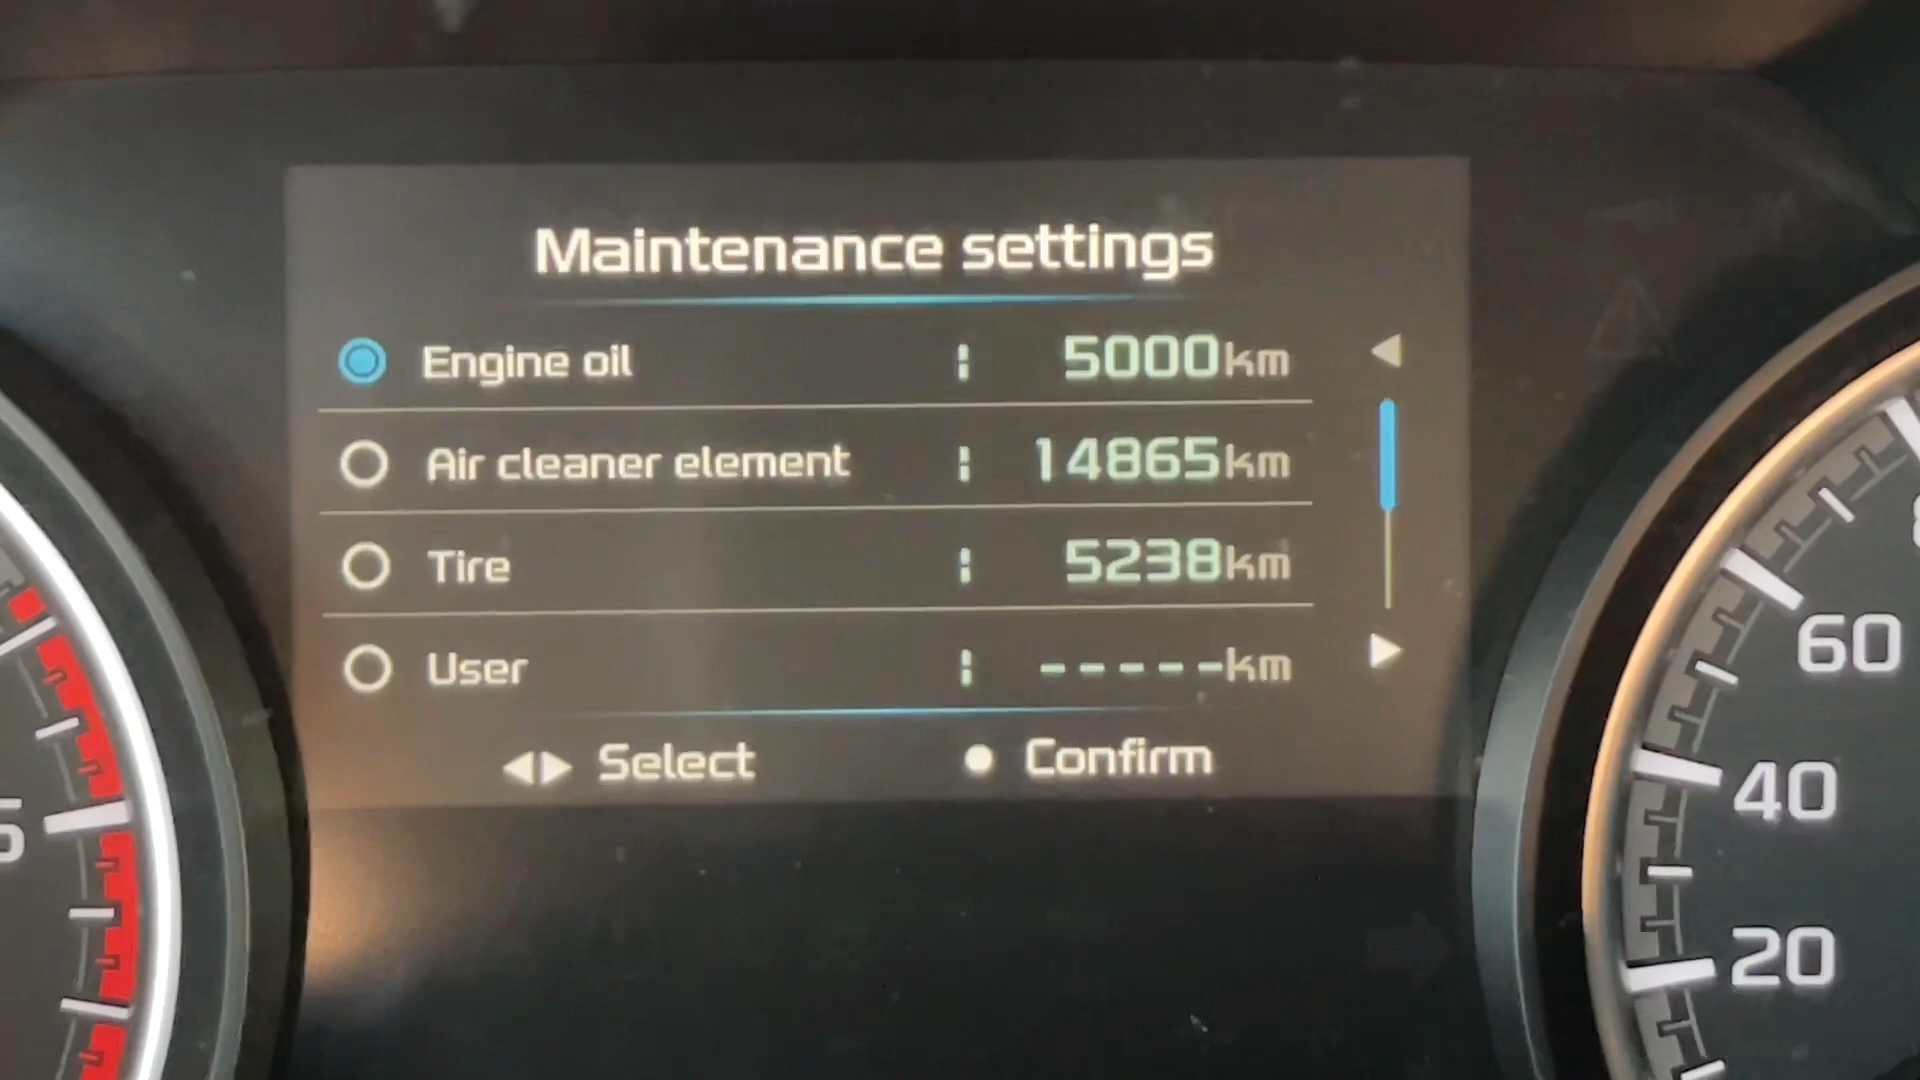 Maintenance settings
Engine oil : 5000km
Air cleaner element : 14865km
Tire : 5238km
User : -----km
Select Confirm
60
40
20